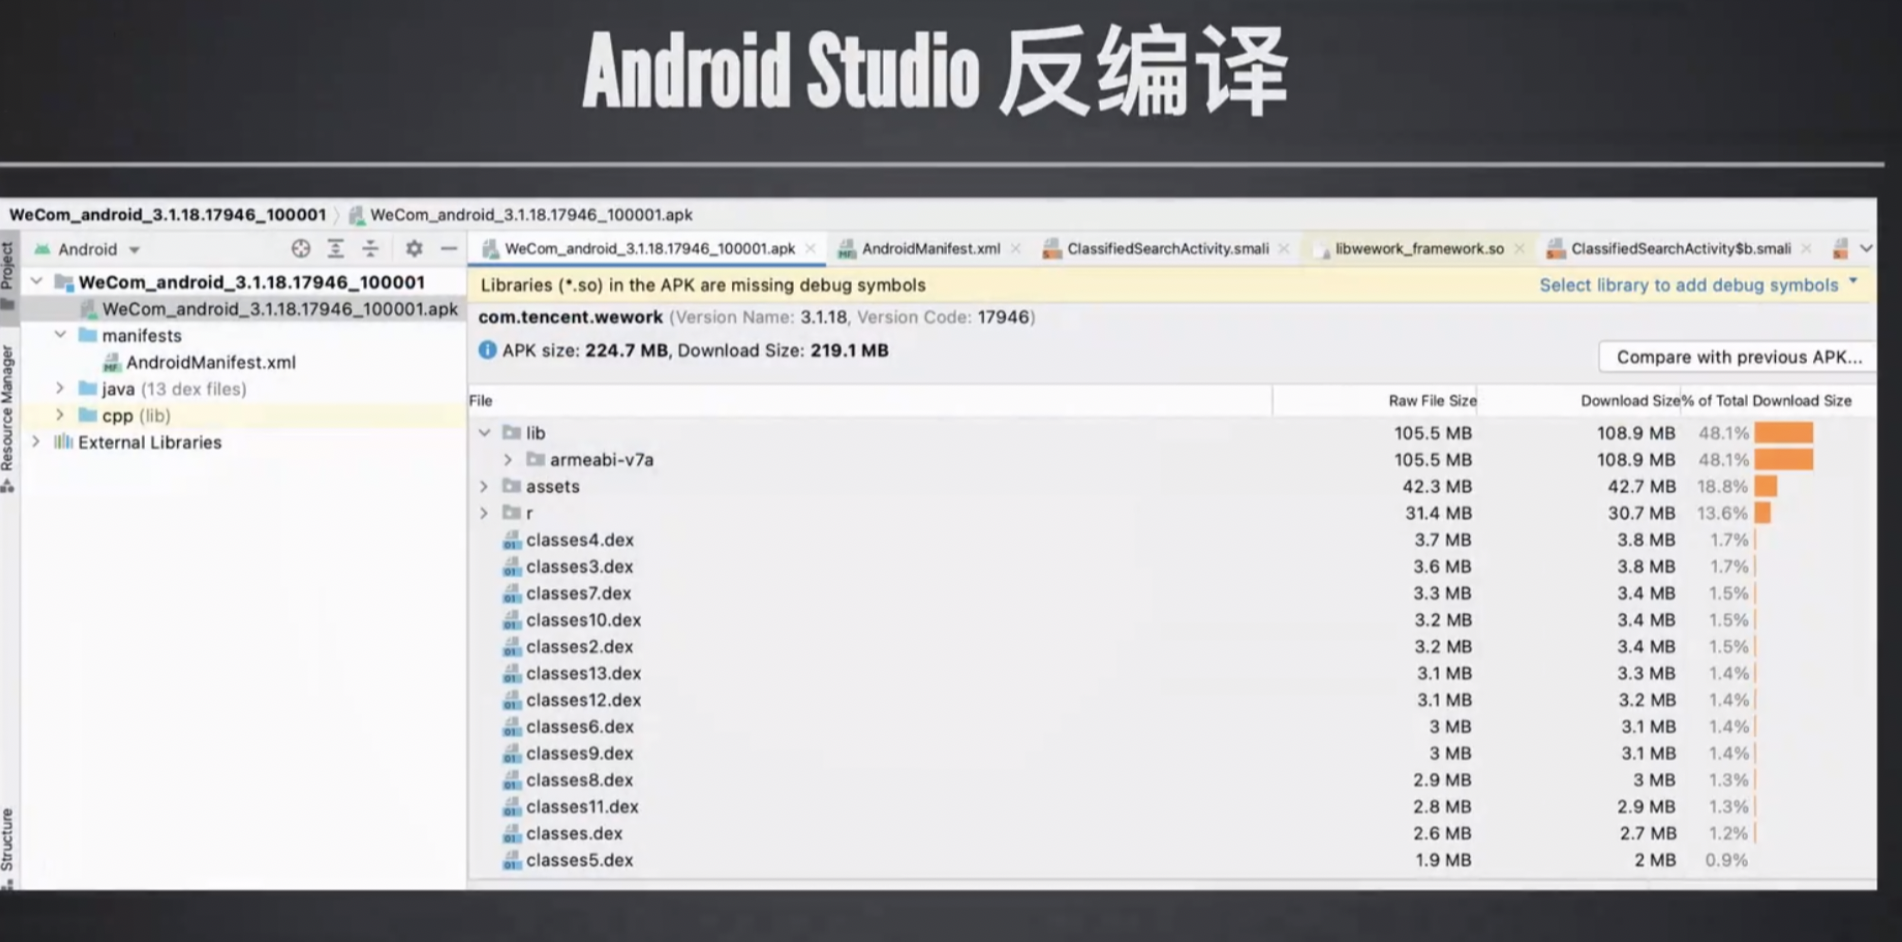 Android Studio 反编译
WeCom_android_3.1.18.17946_100001 WeCom_android_3.1.18.17946_100001.apk
Project
Resource Manager
Structure
Android
WeCom_android_3.1.18.17946_100001
WeCom_android_3.1.18.17946_100001.apk
manifests
AndroidManifest.xml
java (13 dex files)
cpp (lib)
External Libraries
WeCom_android_3.1.18.17946_100001.apk AndroidManifest.xml ClassifiedSearchActivity.smali libwework_framework.so ClassifiedSearchActivity$b.smali
Libraries (*.so) in the APK are missing debug symbols Select library to add debug symbols
com.tencent.wework (Version Name: 3.1.18, Version Code: 17946)
APK size: 224.7 MB, Download Size: 219.1 MB
Compare with previous APK...
File Raw File Size Download Size % of Total Download Size
lib 105.5 MB 108.9 MB 48.1%
armeabi-v7a 105.5 MB 108.9 MB 48.1%
assets 42.3 MB 42.7 MB 18.8%
r 31.4 MB 30.7 MB 13.6%
classes4.dex 3.7 MB 3.8 MB 1.7%
classes3.dex 3.6 MB 3.8 MB 1.7%
classes7.dex 3.3 MB 3.4 MB 1.5%
classes10.dex 3.2 MB 3.4 MB 1.5%
classes2.dex 3.2 MB 3.4 MB 1.5%
classes13.dex 3.1 MB 3.3 MB 1.4%
classes12.dex 3.1 MB 3.2 MB 1.4%
classes6.dex 3 MB 3.1 MB 1.4%
classes9.dex 3 MB 3.1 MB 1.4%
classes8.dex 2.9 MB 3 MB 1.3%
classes11.dex 2.8 MB 2.9 MB 1.3%
classes.dex 2.6 MB 2.7 MB 1.2%
classes5.dex 1.9 MB 2 MB 0.9%